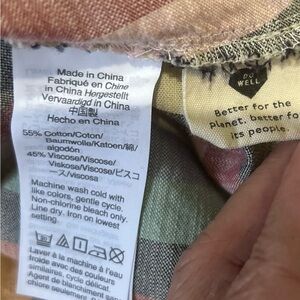 Made in China
Fabriqué en Chine
in China Hergestellt
Vervaardigd in China
中国製
Hecho en China
55% Cotton/Coton/
Baumwolle/Katoen/綿/
algodón
45% Viscose/Viscose/
Viskose/Viscose/ビスコ
ース/viscosa
Machine wash cold with
like colors, gentle cycle.
Non-chlorine bleach only.
Line dry. Iron on lowest
setting.
Laver à la machine à l'eau
froide avec des couleurs
similaires, cycle délicat.
chlore seulement.
DO
WELL
Better for the
planet, better fo
its people.